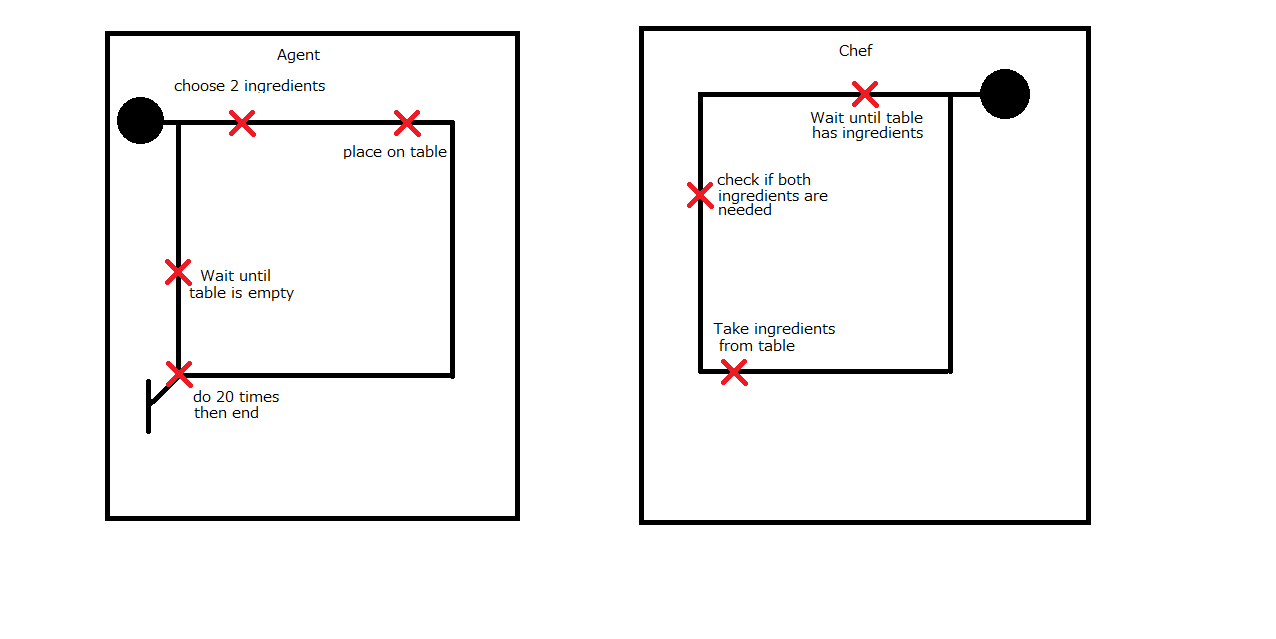 Agent
choose 2 ingredients
place on table
Wait until
table is empty
do 20 times
then end
Chef
Wait until table
has ingredients
check if both
ingredients are
needed
Take ingredients
from table